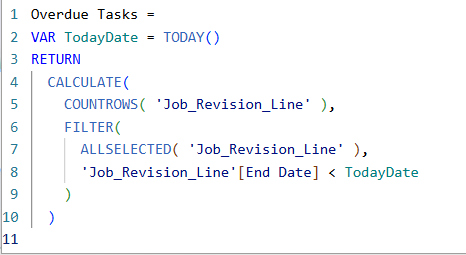 1 Overdue Tasks =
2 VAR TodayDate = TODAY()
3 RETURN
4 CALCULATE(
5 COUNTROWS( 'Job_Revision_Line' ),
6 FILTER(
7 ALLSELECTED( 'Job_Revision_Line' ),
8 'Job_Revision_Line'[End Date] < TodayDate
9 )
10 )
11